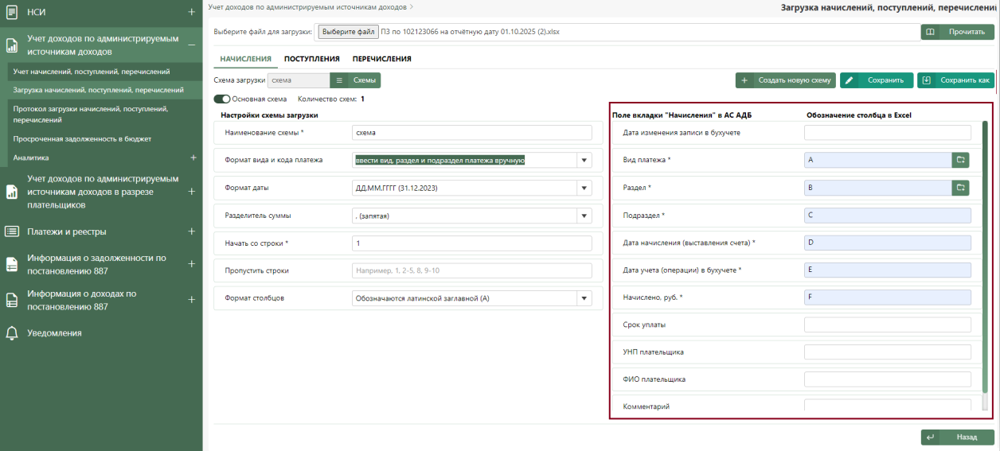 НСИ
Учет доходов по администрируемым
источникам доходов
Учет начислений, поступлений, перечислений
Загрузка начислений, поступлений, перечислений
Протокол загрузки начислений, поступлений,
перечислений
Просроченная задолженность в бюджет
Аналитика
Учет доходов по администрируемым
источникам доходов в разрезе
плательщиков
Платежи и реестры
Информация о задолженности по
постановлению 887
Информация о доходах по
постановлению 887
Уведомления
Учет доходов по администрируемым источникам доходов >
Загрузка начислений, поступлений, перечислени
Выберите файл для загрузки: Выберите файл ПЗ по 102123066 на отчётную дату 01.10.2025 (2).xlsx
Прочитать
НАЧИСЛЕНИЯ ПОСТУПЛЕНИЯ ПЕРЕЧИСЛЕНИЯ
Схема загрузки схема Схемы
Создать новую схему Сохранить Сохранить как
Основная схема Количество схем: 1
Настройки схемы загрузки
Наименование схемы * схема
Формат вида и кода платежа ввести вид, раздел и подраздел платежа вручную
Формат даты ДД.ММ.ГГГГ (31.12.2023)
Разделитель суммы , (запятая)
Начать со строки * 1
Пропустить строки Например, 1, 2-5, 8, 9-10
Формат столбцов Обозначаются латинской заглавной (A)
Поле вкладки "Начисления" в АС АДБ Обозначение столбца в Excel
Дата изменения записи в бухучете
Вид платежа * A
Раздел * B
Подраздел * C
Дата начисления (выставления счета) * D
Дата учета (операции) в бухучете * E
Начислено, руб. * F
Срок уплаты
УНП плательщика
ФИО плательщика
Комментарий
Назад